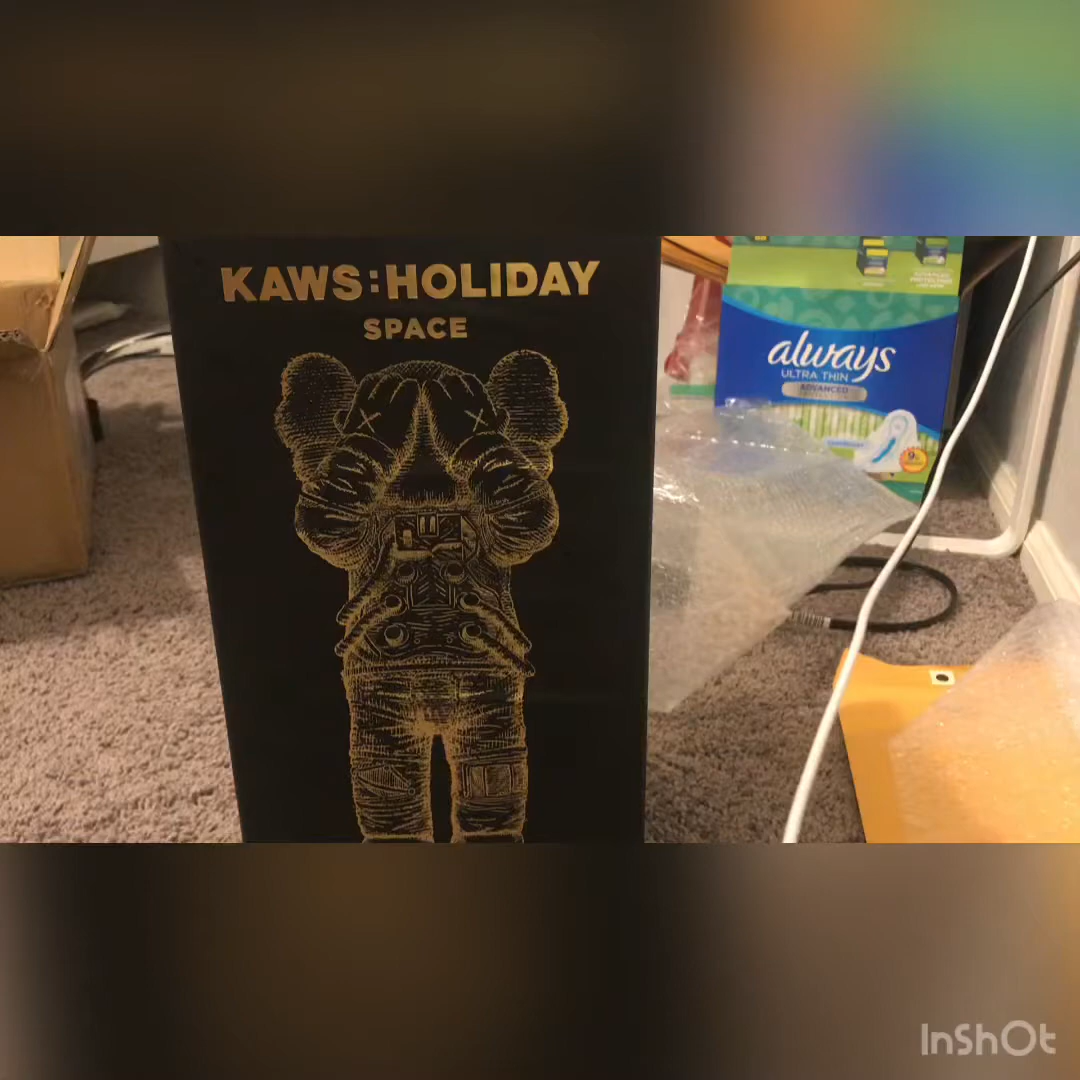 KAWS:HOLIDAY
SPACE
always
ULTRA THIN
ADVANCED
InShOt